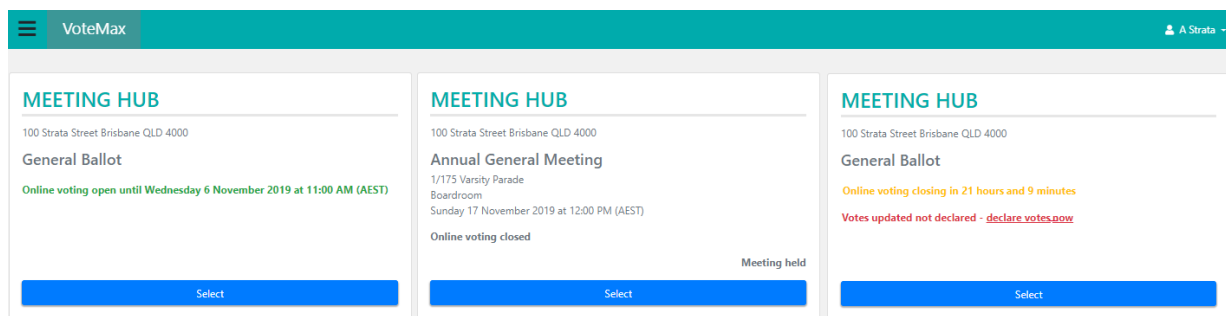 VoteMax
A Strata
MEETING HUB
100 Strata Street Brisbane QLD 4000
General Ballot
Online voting open until Wednesday 6 November 2019 at 11:00 AM (AEST)
Select
MEETING HUB
100 Strata Street Brisbane QLD 4000
Annual General Meeting
1/175 Varsity Parade
Boardroom
Sunday 17 November 2019 at 12:00 PM (AEST)
Online voting closed
Meeting held
Select
MEETING HUB
100 Strata Street Brisbane QLD 4000
General Ballot
Online voting closing in 21 hours and 9 minutes
Votes updated not declared - declare votes now
Select